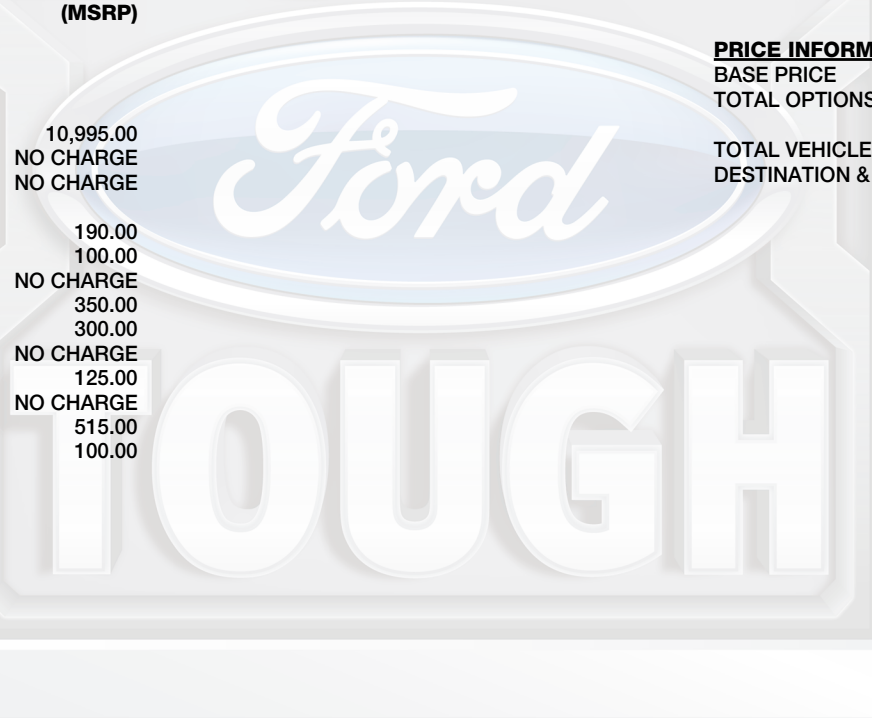 (MSRP)
10,995.00
NO CHARGE
NO CHARGE
190.00
100.00
NO CHARGE
350.00
300.00
NO CHARGE
125.00
NO CHARGE
515.00
100.00
PRICE INFORM
BASE PRICE
TOTAL OPTIONS
TOTAL VEHICLE
DESTINATION &
Ford
TOUGH